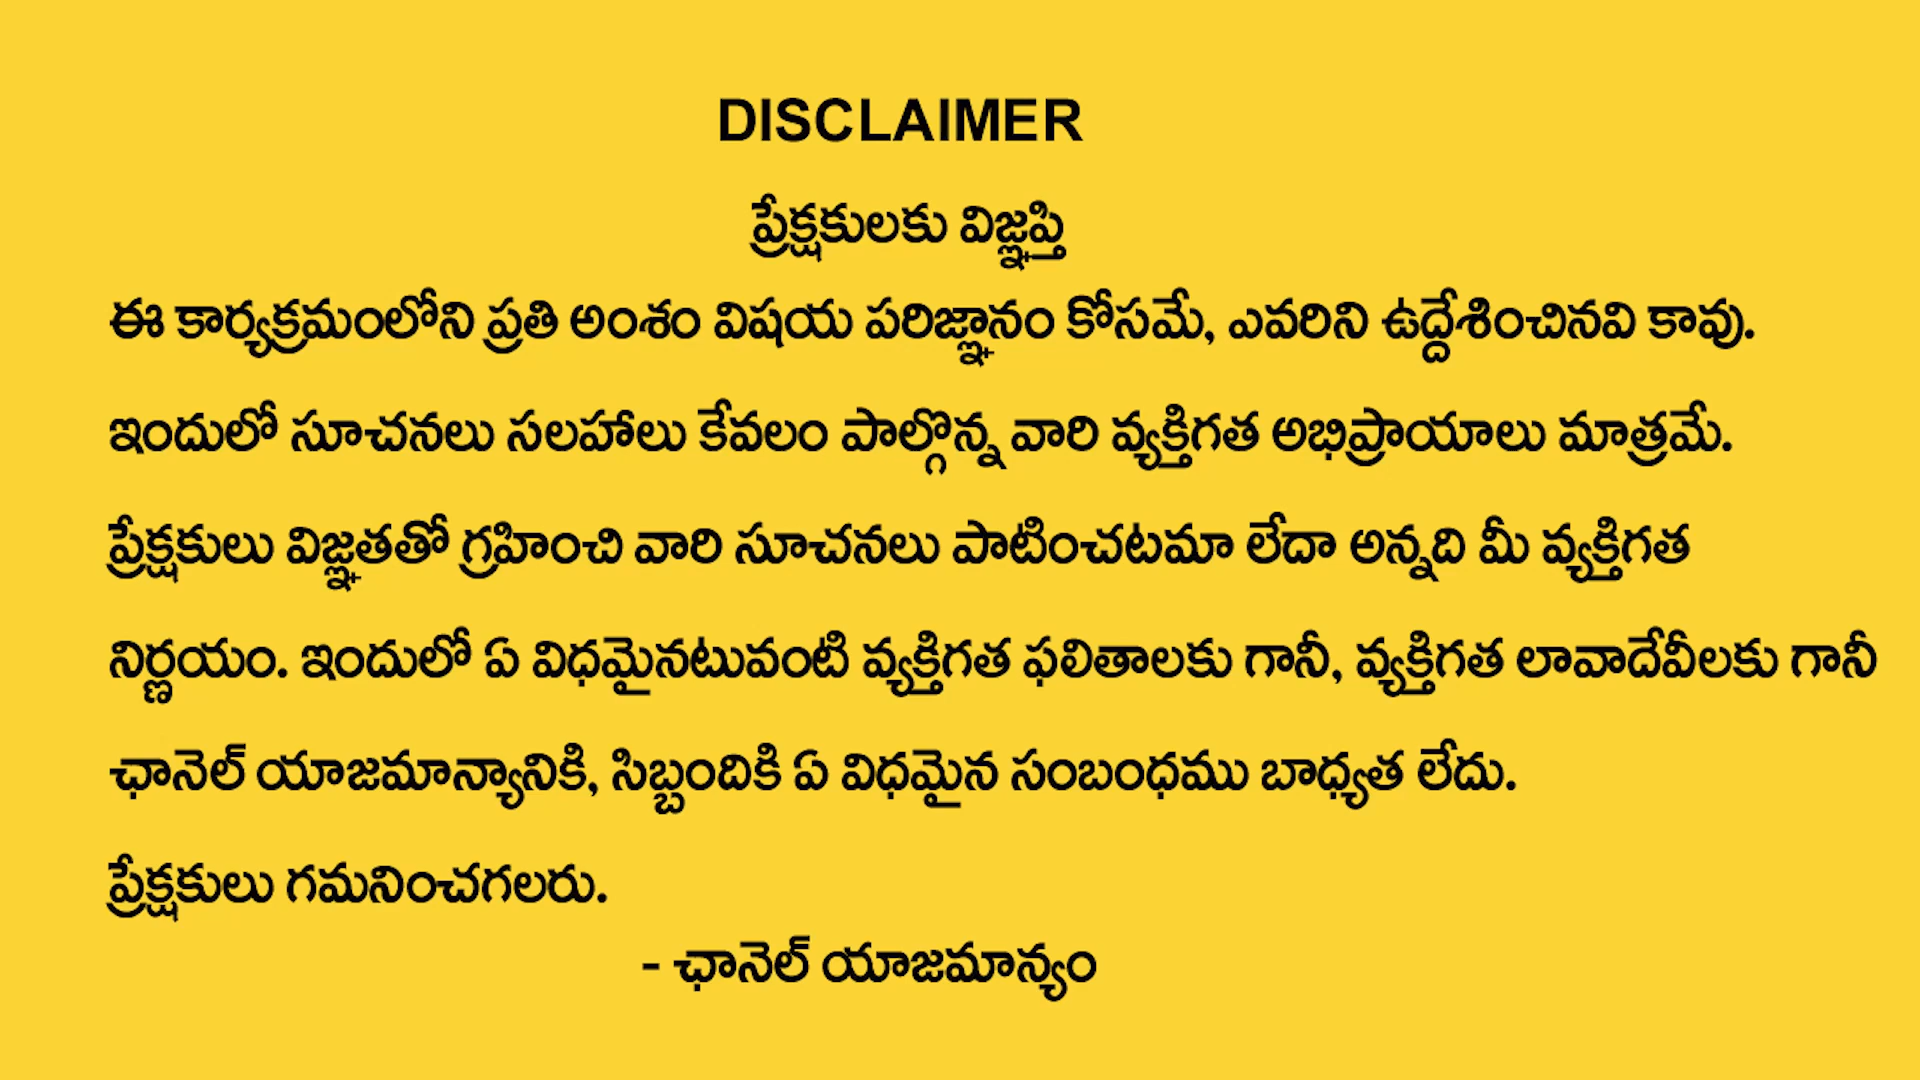 DISCLAIMER
ప్రేక్షకులకు విజ్ఞప్తి
ఈ కార్యక్రమంలోని ప్రతి అంశం విషయ పరిజ్ఞానం కోసమే, ఎవరిని ఉద్దేశించినవి కావు.
ఇందులో సూచనలు సలహాలు కేవలం పాల్గొన్న వారి వ్యక్తిగత అభిప్రాయాలు మాత్రమే.
ప్రేక్షకులు విజ్ఞతతో గ్రహించి వారి సూచనలు పాటించటమా లేదా అన్నది మీ వ్యక్తిగత
నిర్ణయం. ఇందులో ఏ విధమైనటువంటి వ్యక్తిగత ఫలితాలకు గానీ, వ్యక్తిగత లావాదేవీలకు గానీ
ఛానెల్ యాజమాన్యానికి, సిబ్బందికి ఏ విధమైన సంబంధము బాధ్యత లేదు.
ప్రేక్షకులు గమనించగలరు.
- ఛానెల్ యాజమాన్యం